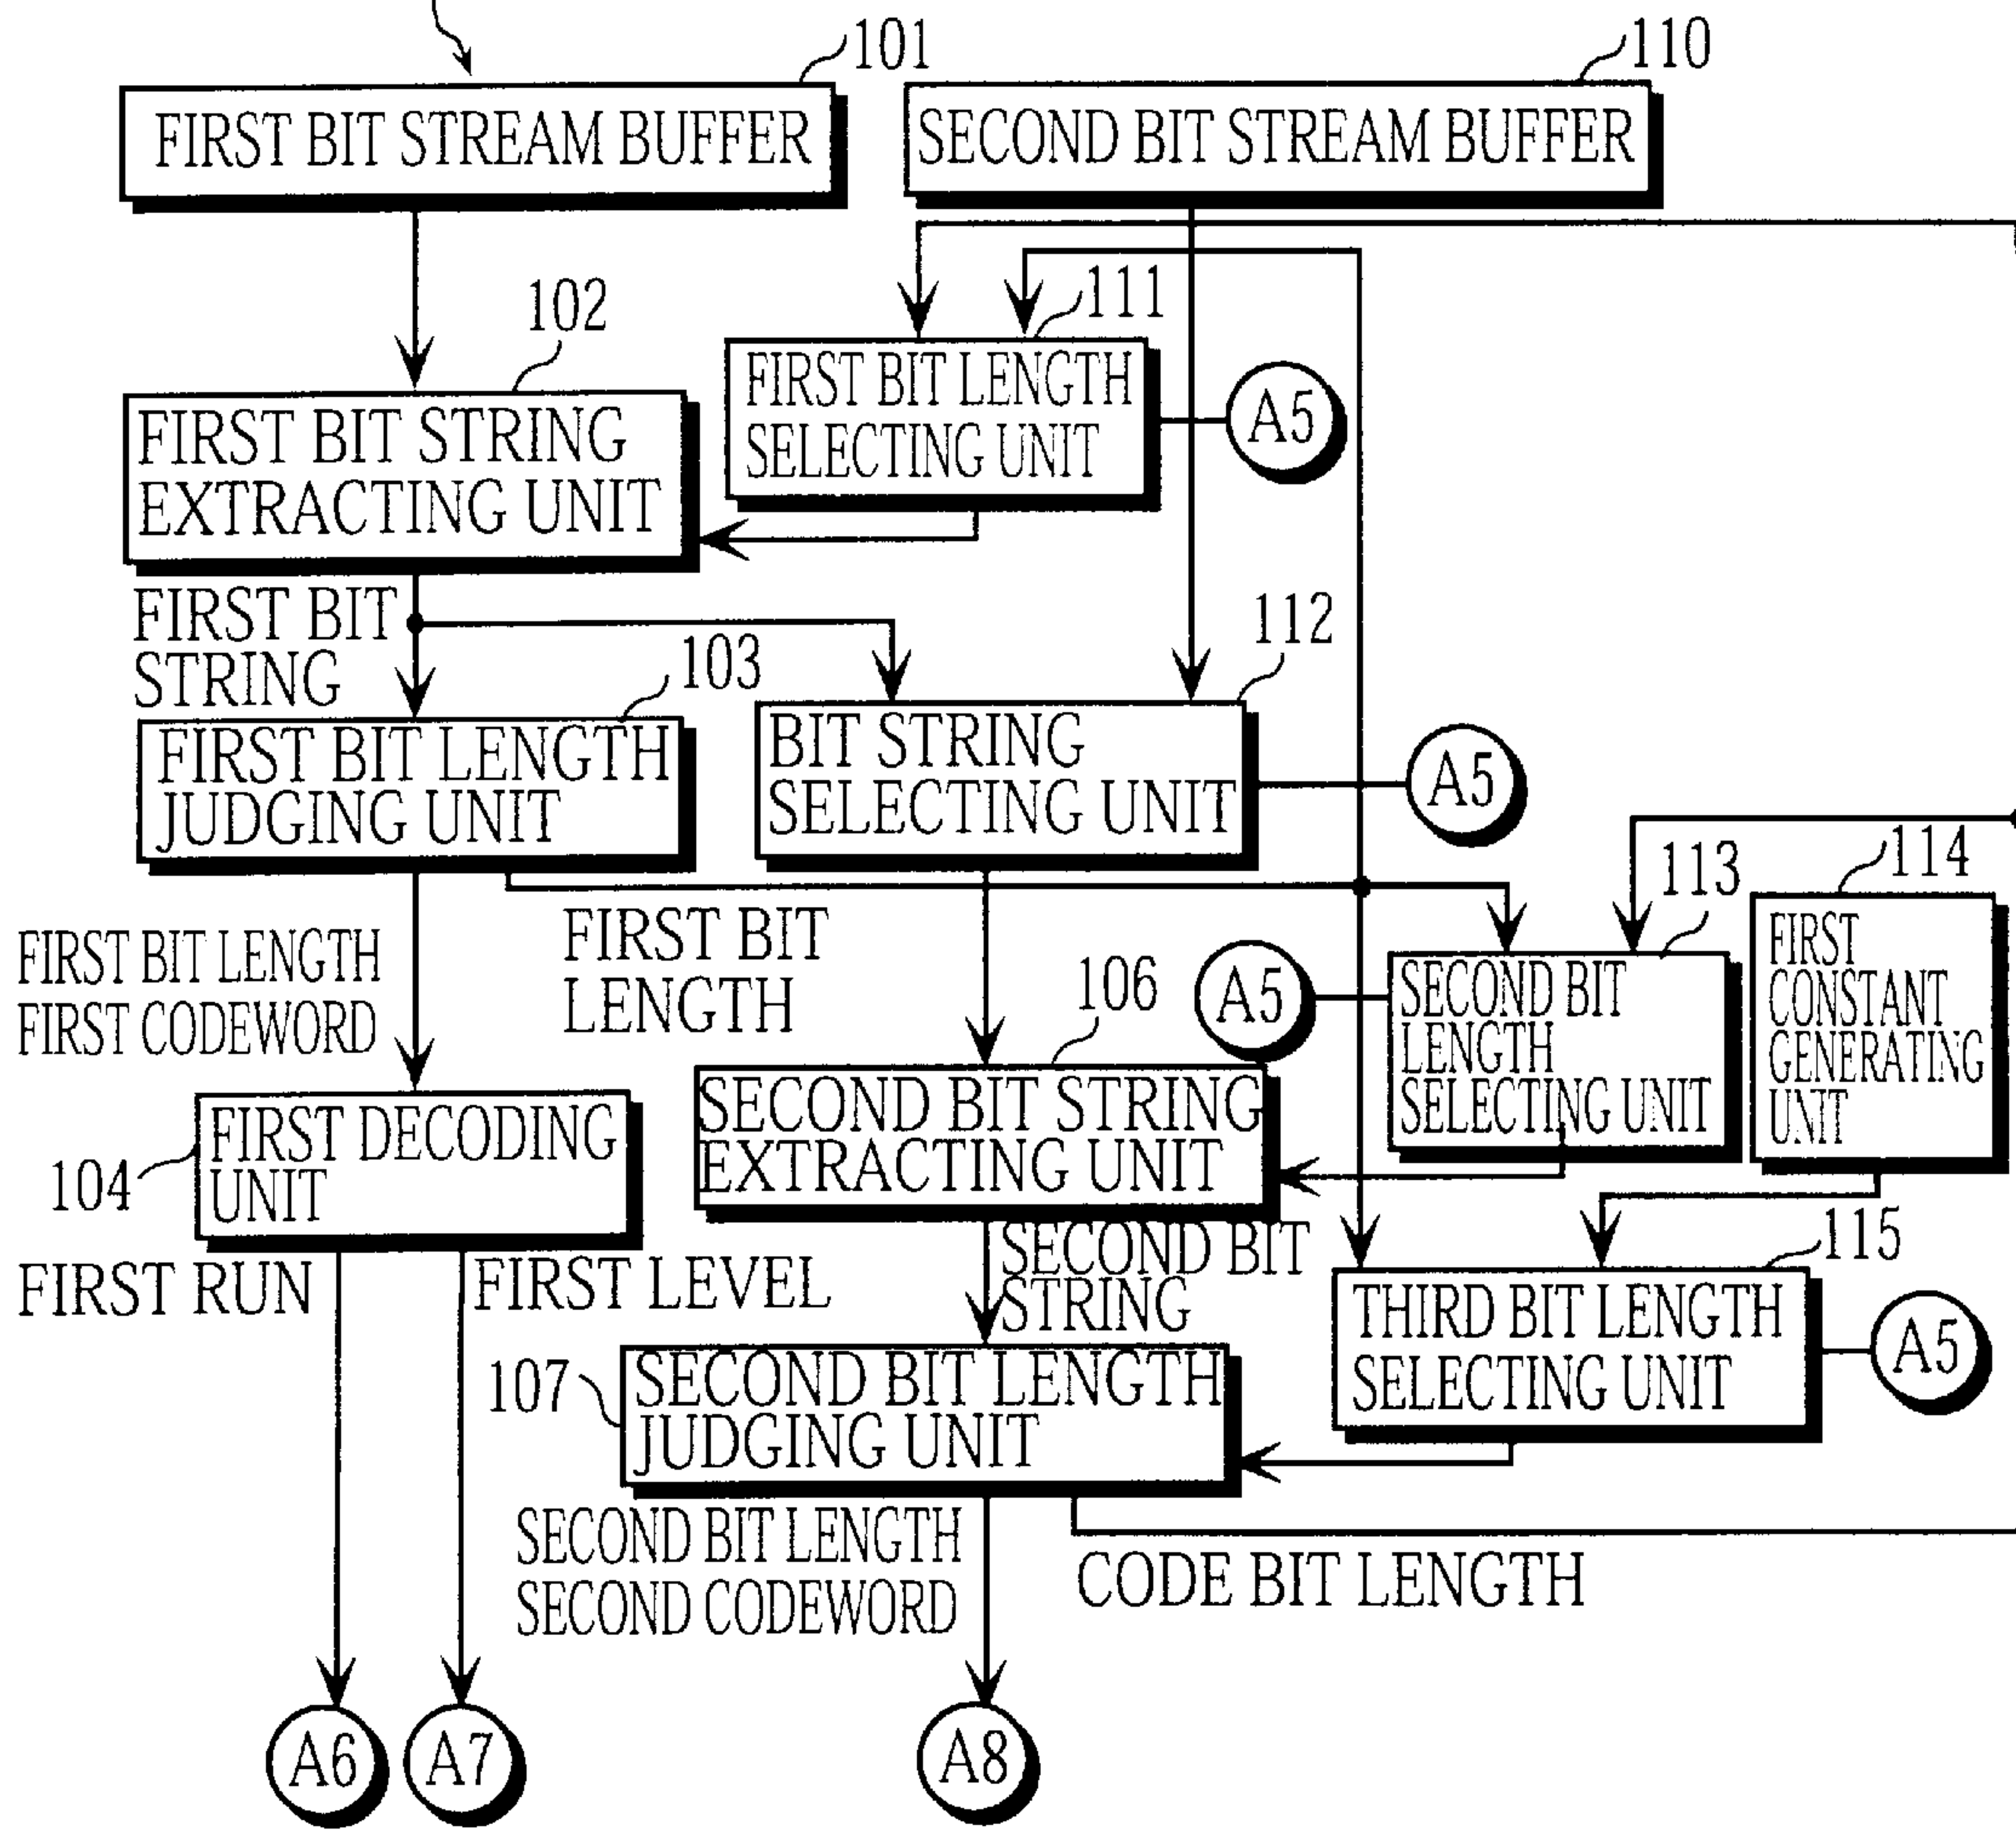 101
110
FIRST BIT STREAM BUFFER
SECOND BIT STREAM BUFFER
102
111
FIRST BIT LENGTH
SELECTING UNIT
A5
FIRST BIT STRING
EXTRACTING UNIT
FIRST BIT
STRING
103
112
FIRST BIT LENGTH
JUDGING UNIT
BIT STRING
SELECTING UNIT
A5
113
114
FIRST BIT LENGTH
FIRST CODEWORD
FIRST BIT
LENGTH
106
A5
SECOND BIT
LENGTH
SELECTING UNIT
FIRST
CONSTANT
GENERATING
UNIT
104
FIRST DECODING
UNIT
SECOND BIT STRING
EXTRACTING UNIT
115
FIRST RUN
FIRST LEVEL
SECOND BIT
STRING
THIRD BIT LENGTH
SELECTING UNIT
A5
107
SECOND BIT LENGTH
JUDGING UNIT
SECOND BIT LENGTH
SECOND CODEWORD
CODE BIT LENGTH
A6
A7
A8